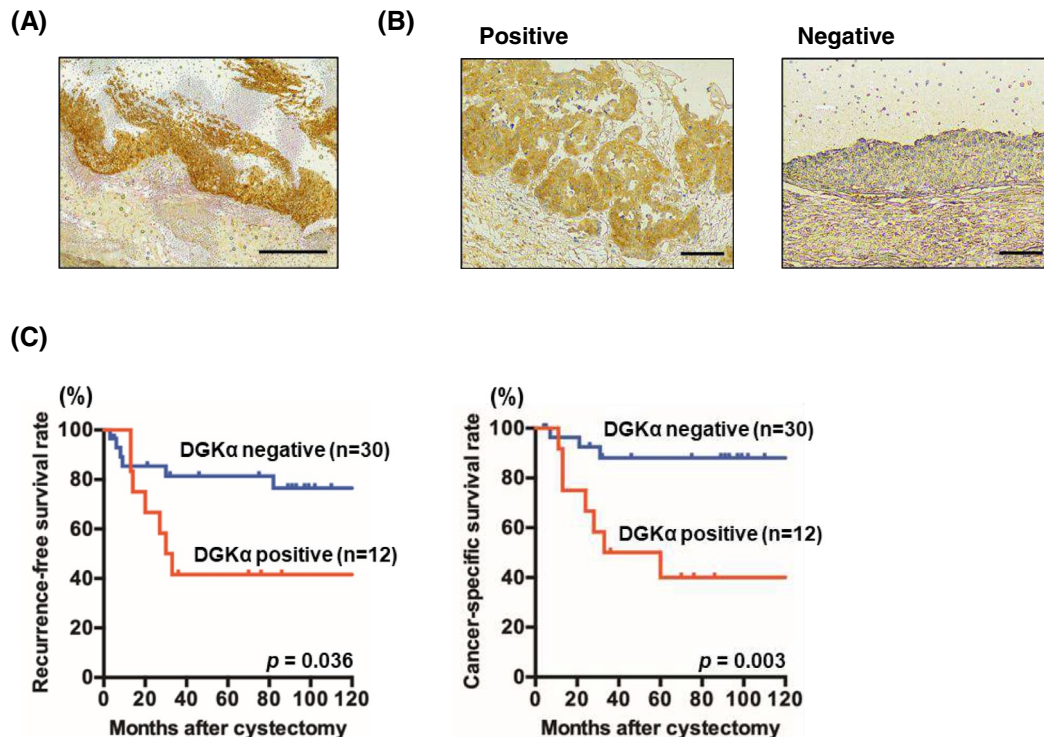 (A)
(B)
Positive
Negative
(C)
(%)
Recurrence-free survival rate
100
80
60
40
20
0
DGKα negative (n=30)
DGKα positive (n=12)
p = 0.036
0 20 40 60 80 100 120
Months after cystectomy
(%)
Cancer-specific survival rate
100
80
60
40
20
0
DGKα negative (n=30)
DGKα positive (n=12)
p = 0.003
0 20 40 60 80 100 120
Months after cystectomy